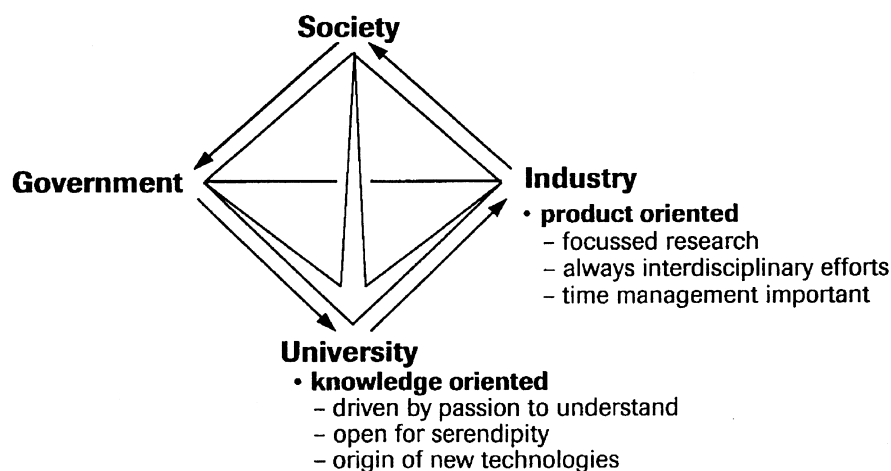 Society
Government
Industry
• product oriented
– focussed research
– always interdisciplinary efforts
– time management important
University
• knowledge oriented
– driven by passion to understand
– open for serendipity
– origin of new technologies